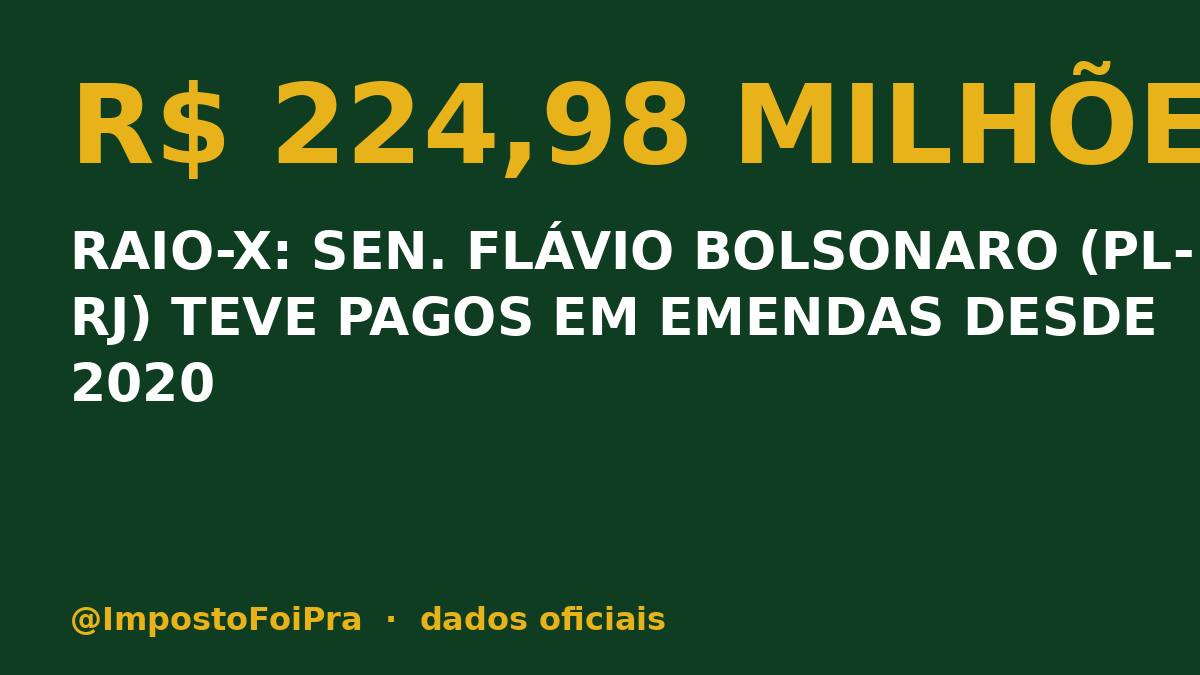 R$ 224,98 MILHÕE
RAIO-X: SEN. FLÁVIO BOLSONARO (PL-
RJ) TEVE PAGOS EM EMENDAS DESDE
2020
@ImpostoFoiPra · dados oficiais